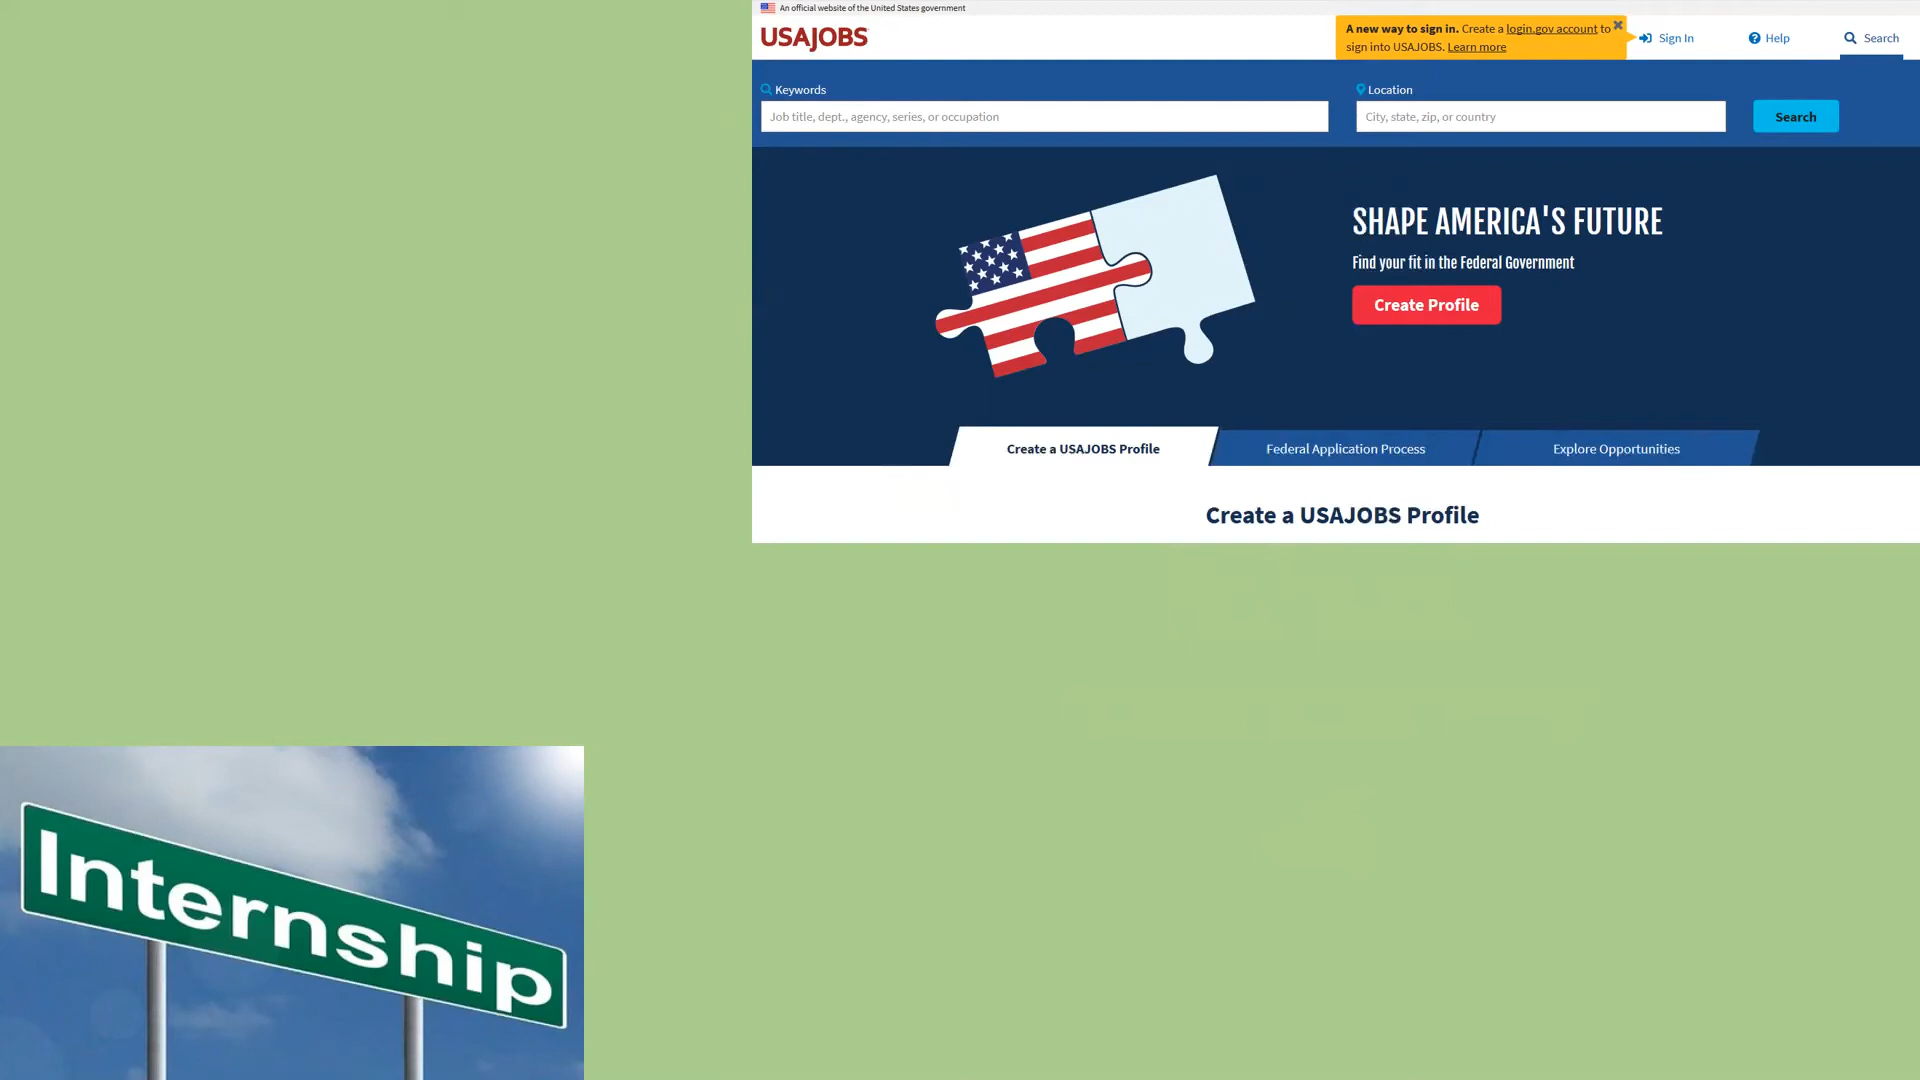 An official website of the United States government
USAJOBS
A new way to sign in. Create a login.gov account to
sign into USAJOBS. Learn more
Sign In
Help
Search
Keywords
Location
Job title, dept., agency, series, or occupation
City, state, zip, or country
Search
SHAPE AMERICA'S FUTURE
Find your fit in the Federal Government
Create Profile
Create a USAJOBS Profile
Federal Application Process
Explore Opportunities
Create a USAJOBS Profile
Internship